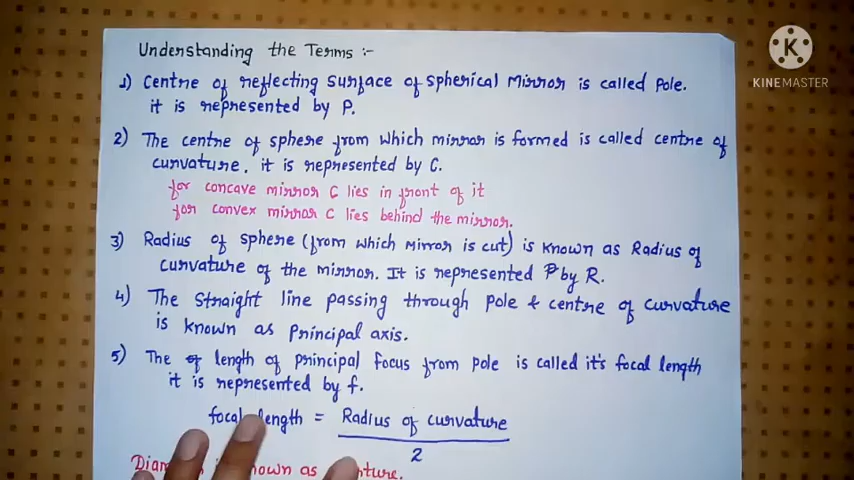 Understanding the Terms :-
1) Centre of reflecting surface of spherical mirror is called pole.
it is represented by P.
2) The centre of sphere from which mirror is formed is called centre of
curvature. it is represented by C.
for concave mirror C lies in front of it
for convex mirror C lies behind the mirror.
3) Radius of sphere (from which mirror is cut) is known as Radius of
curvature of the mirror. It is represented P by R.
4) The straight line passing through pole & centre of curvature
is known as principal axis.
5) The of length of principal focus from pole is called it's focal length
it is represented by f.
focal length = Radius of curvature
2
known as
K
KINEMASTER